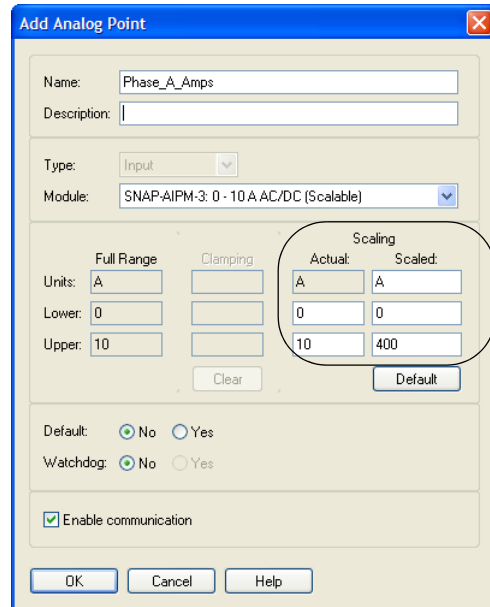 Add Analog Point
Name: Phase_A_Amps
Description:
Type: Input
Module: SNAP-AIPM-3: 0 - 10 A AC/DC (Scalable)
Scaling
Full Range Clamping Actual: Scaled:
Units: A A A
Lower: 0 0 0
Upper: 10 10 400
Clear Default
Default: No Yes
Watchdog: No Yes
Enable communication
OK Cancel Help